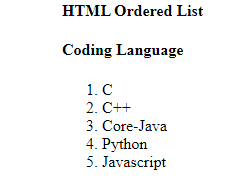 HTML Ordered List
Coding Language
1. C
2. C++
3. Core-Java
4. Python
5. Javascript